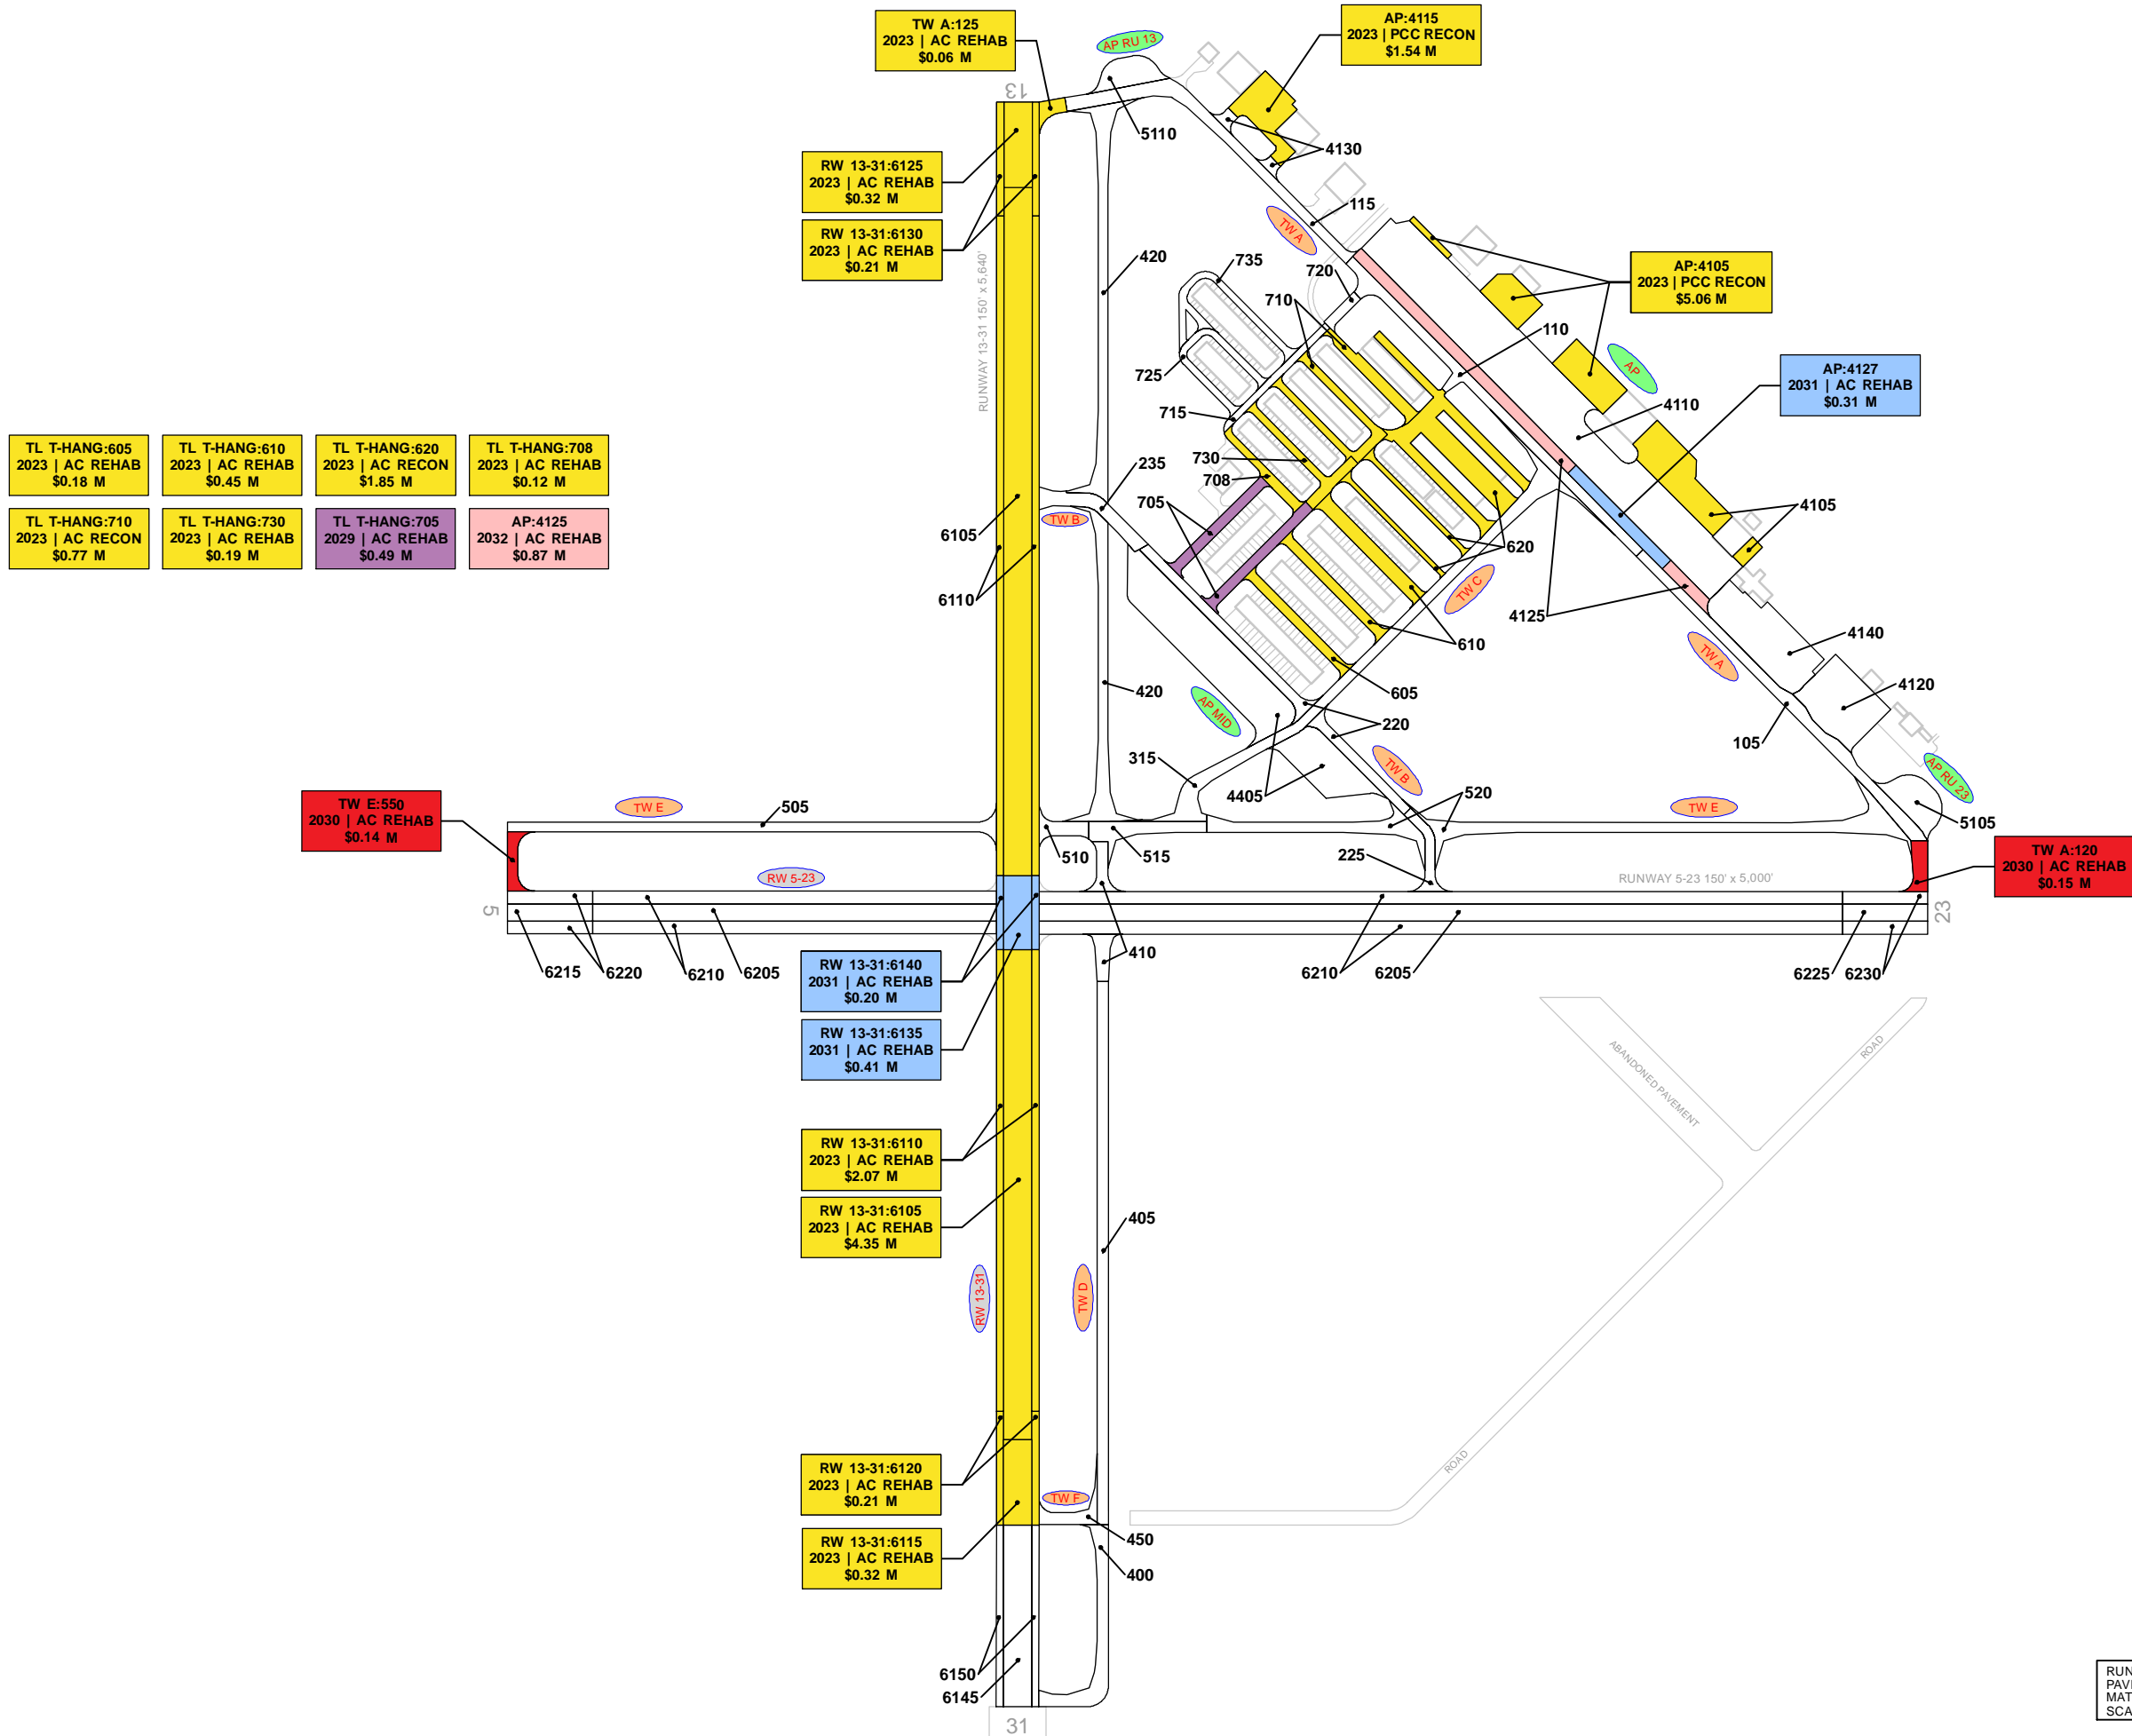 TW A:125
2023 | AC REHAB
$0.06 M
AP RU 13
AP:4115
2023 | PCC RECON
$1.54 M
13
5110
4130
RW 13-31:6125
2023 | AC REHAB
$0.32 M
115
TW A
RW 13-31:6130
2023 | AC REHAB
$0.21 M
RUNWAY 13-31 150' x 5,640'
420
735
720
710
AP:4105
2023 | PCC RECON
$5.06 M
110
AP
AP:4127
2031 | AC REHAB
$0.31 M
725
715
4110
TL T-HANG:605
2023 | AC REHAB
$0.18 M
TL T-HANG:610
2023 | AC REHAB
$0.45 M
TL T-HANG:620
2023 | AC RECON
$1.85 M
TL T-HANG:708
2023 | AC REHAB
$0.12 M
TL T-HANG:710
2023 | AC RECON
$0.77 M
TL T-HANG:730
2023 | AC REHAB
$0.19 M
TL T-HANG:705
2029 | AC REHAB
$0.49 M
AP:4125
2032 | AC REHAB
$0.87 M
235
730
708
705
4105
6105
TW B
620
6110
TW C
4125
610
4140
TW A
605
420
AP MID
220
4120
105
315
TW B
4405
AP RU 23
TW E:550
2030 | AC REHAB
$0.14 M
TW E
505
520
TW E
5105
510
515
225
TW A:120
2030 | AC REHAB
$0.15 M
RW 5-23
RUNWAY 5-23 150' x 5,000'
5
23
6215
6220
6210
6205
RW 13-31:6140
2031 | AC REHAB
$0.20 M
410
6210
6205
6225
6230
RW 13-31:6135
2031 | AC REHAB
$0.41 M
ABANDONED PAVEMENT
ROAD
RW 13-31:6110
2023 | AC REHAB
$2.07 M
RW 13-31:6105
2023 | AC REHAB
$4.35 M
405
RW 13-31
TW D
ROAD
RW 13-31:6120
2023 | AC REHAB
$0.21 M
TW F
RW 13-31:6115
2023 | AC REHAB
$0.32 M
450
400
6150
6145
31
RUN
PAVE
MAT
SCA